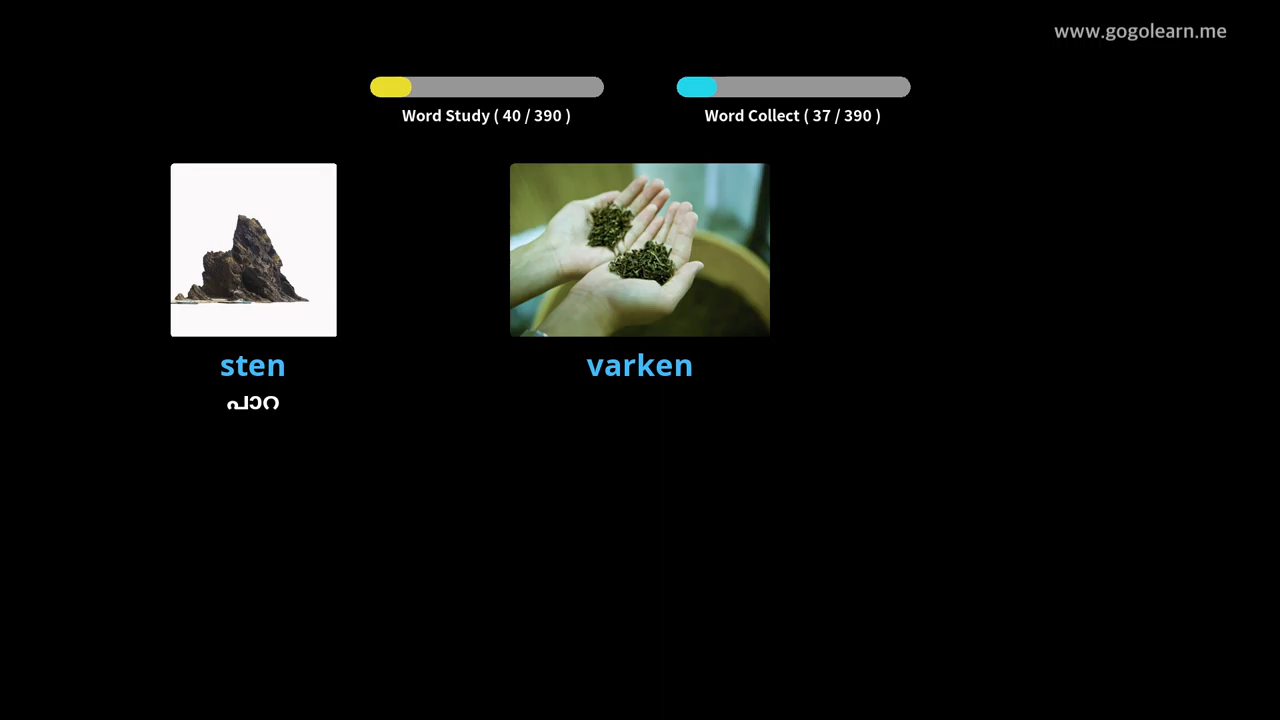 www.gogolearn.me
Word Study ( 40 / 390 )
Word Collect ( 37 / 390 )
sten
varken
പാറ